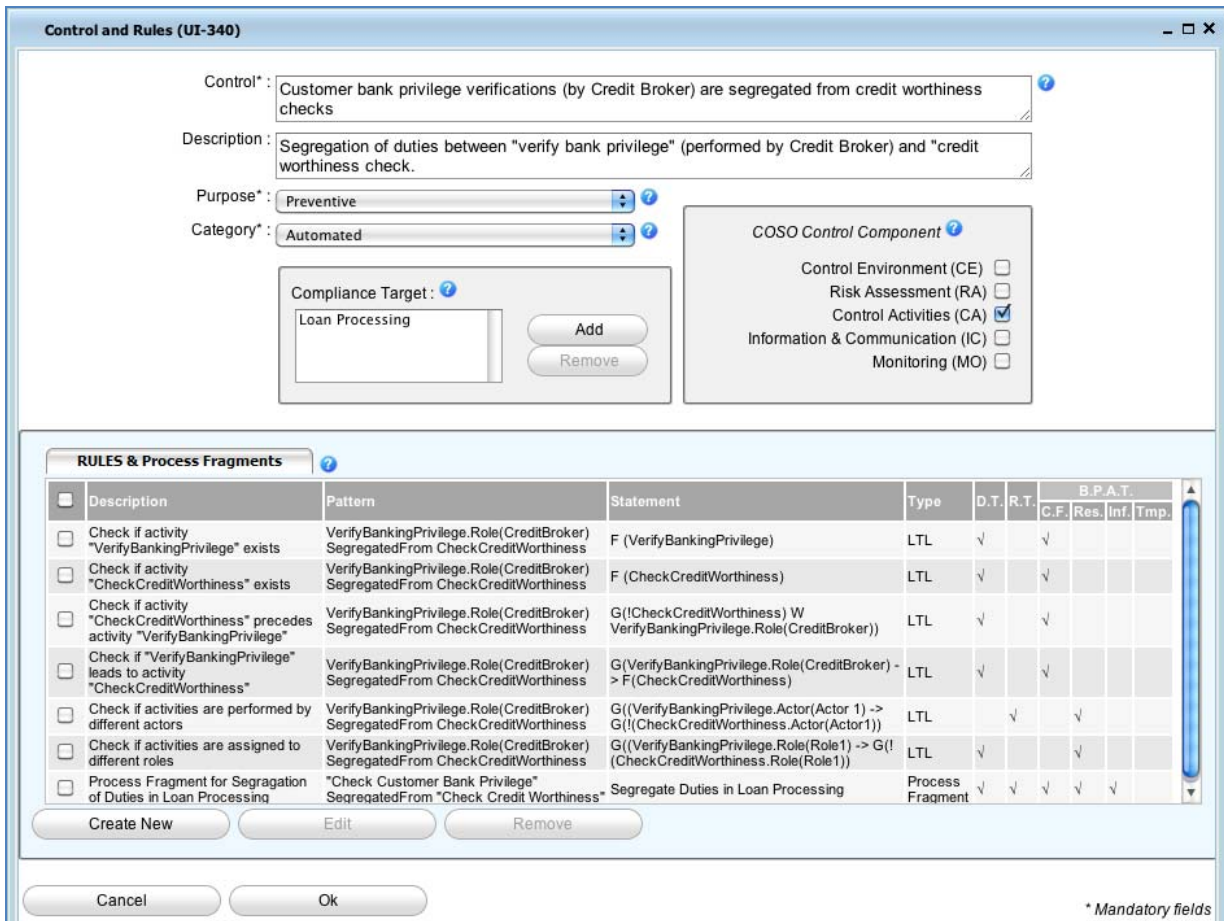 Control and Rules (UI-340)
Control* :
Customer bank privilege verifications (by Credit Broker) are segregated from credit worthiness
checks
Description :
Segregation of duties between "verify bank privilege" (performed by Credit Broker) and "credit
worthiness check.
Purpose* :
Preventive
Category* :
Automated
COSO Control Component
Control Environment (CE)
Risk Assessment (RA)
Control Activities (CA)
Information & Communication (IC)
Monitoring (MO)
Compliance Target :
Loan Processing
Add
Remove
RULES & Process Fragments
Description Pattern Statement Type D.T. R.T. B.P.A.T.
C.F. Res. Inf. Tmp.
Check if activity
"VerifyBankingPrivilege" exists
VerifyBankingPrivilege.Role(CreditBroker)
SegregatedFrom CheckCreditWorthiness
F (VerifyBankingPrivilege)
LTL √ √
Check if activity
"CheckCreditWorthiness" exists
VerifyBankingPrivilege.Role(CreditBroker)
SegregatedFrom CheckCreditWorthiness
F (CheckCreditWorthiness)
LTL √ √
Check if activity
"CheckCreditWorthiness" precedes
activity "VerifyBankingPrivilege"
VerifyBankingPrivilege.Role(CreditBroker)
SegregatedFrom CheckCreditWorthiness
G(!CheckCreditWorthiness) W
VerifyBankingPrivilege.Role(CreditBroker))
LTL √ √
Check if "VerifyBankingPrivilege"
leads to activity
"CheckCreditWorthiness"
VerifyBankingPrivilege.Role(CreditBroker)
SegregatedFrom CheckCreditWorthiness
G(VerifyBankingPrivilege.Role(CreditBroker) -
> F(CheckCreditWorthiness)
LTL √ √
Check if activities are performed by
different actors
VerifyBankingPrivilege.Role(CreditBroker)
SegregatedFrom CheckCreditWorthiness
G((VerifyBankingPrivilege.Actor(Actor 1) ->
G(!(CheckCreditWorthiness.Actor(Actor1))
LTL √ √
Check if activities are assigned to
different roles
VerifyBankingPrivilege.Role(CreditBroker)
SegregatedFrom CheckCreditWorthiness
G((VerifyBankingPrivilege.Role(Role1) -> G(!
(CheckCreditWorthiness.Role(Role1))
LTL √ √
Process Fragment for Segragation
of Duties in Loan Processing
"Check Customer Bank Privilege"
SegregatedFrom "Check Credit Worthiness"
Segregate Duties in Loan Processing
Process
Fragment
√ √ √ √ √
Create New
Edit
Remove
Cancel
Ok
* Mandatory fields